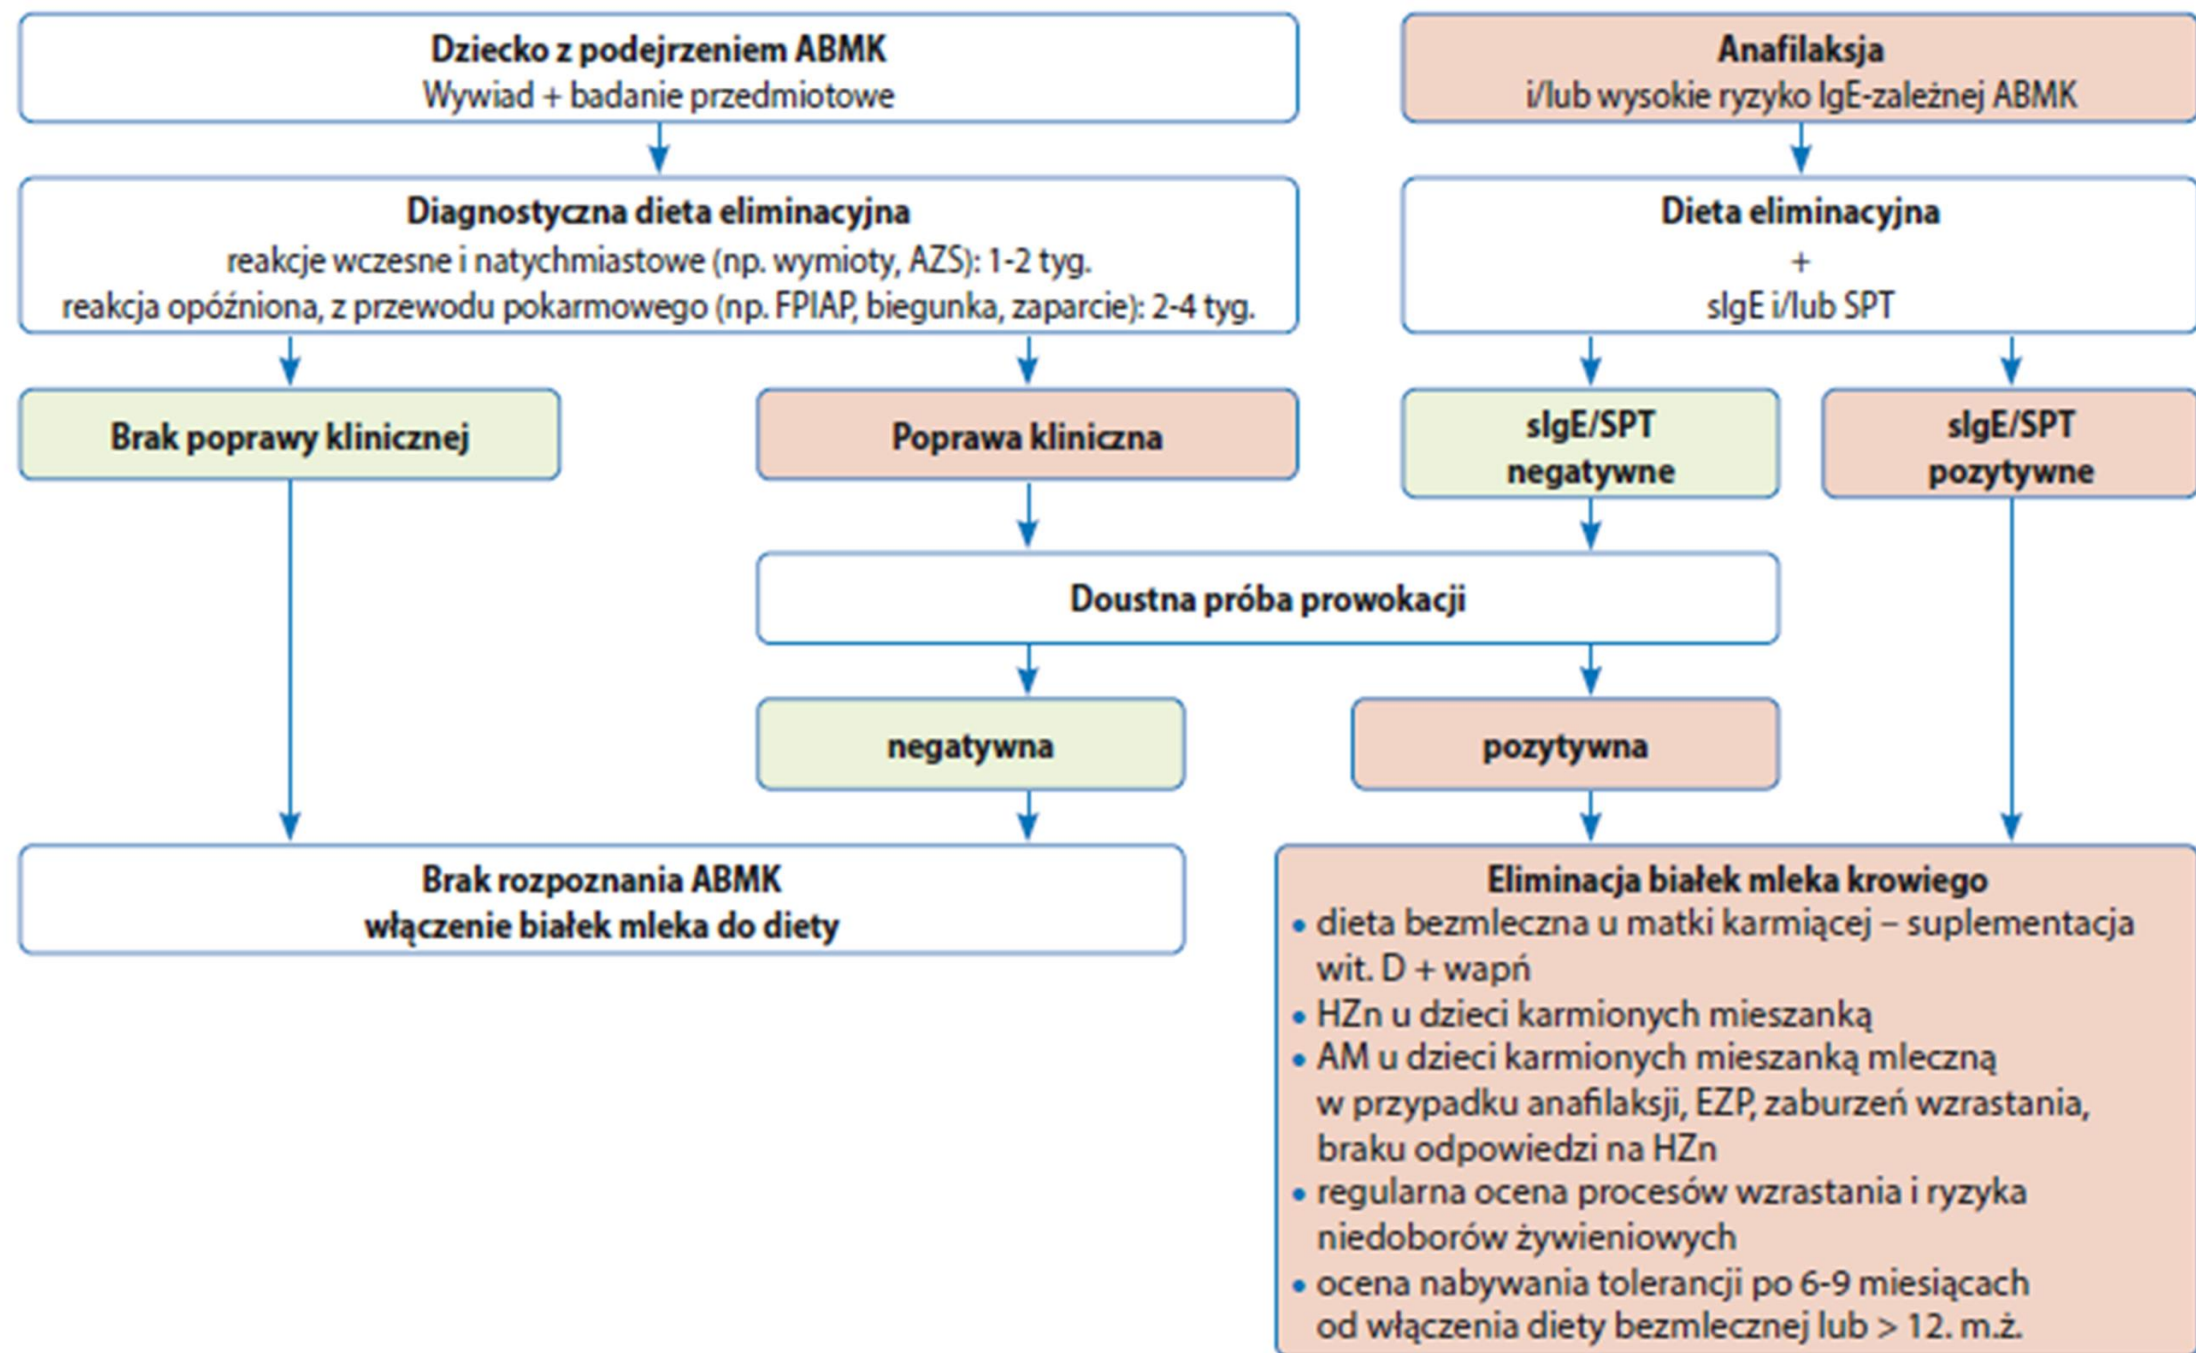 Dziecko z podejrzeniem ABMK
Wywiad + badanie przedmiotowe
Anafilaksja
i/lub wysokie ryzyko IgE-zależnej ABMK
Diagnostyczna dieta eliminacyjna
reakcje wczesne i natychmiastowe (np. wymioty, AZS): 1-2 tyg.
reakcja opóźniona, z przewodu pokarmowego (np. FPIAP, biegunka, zaparcie): 2-4 tyg.
Dieta eliminacyjna
+
sIgE i/lub SPT
Brak poprawy klinicznej
Poprawa kliniczna
sIgE/SPT
negatywne
sIgE/SPT
pozytywne
Doustna próba prowokacji
negatywna
pozytywna
Brak rozpoznania ABMK
włączenie białek mleka do diety
Eliminacja białek mleka krowiego
• dieta bezmleczna u matki karmiącej – suplementacja
wit. D + wapń
• HZn u dzieci karmionych mieszanką
• AM u dzieci karmionych mieszanką mleczną
w przypadku anafilaksji, EZP, zaburzeń wzrastania,
braku odpowiedzi na HZn
• regularna ocena procesów wzrastania i ryzyka
niedoborów żywieniowych
• ocena nabywania tolerancji po 6-9 miesiącach
od włączenia diety bezmlecznej lub > 12. m.ż.